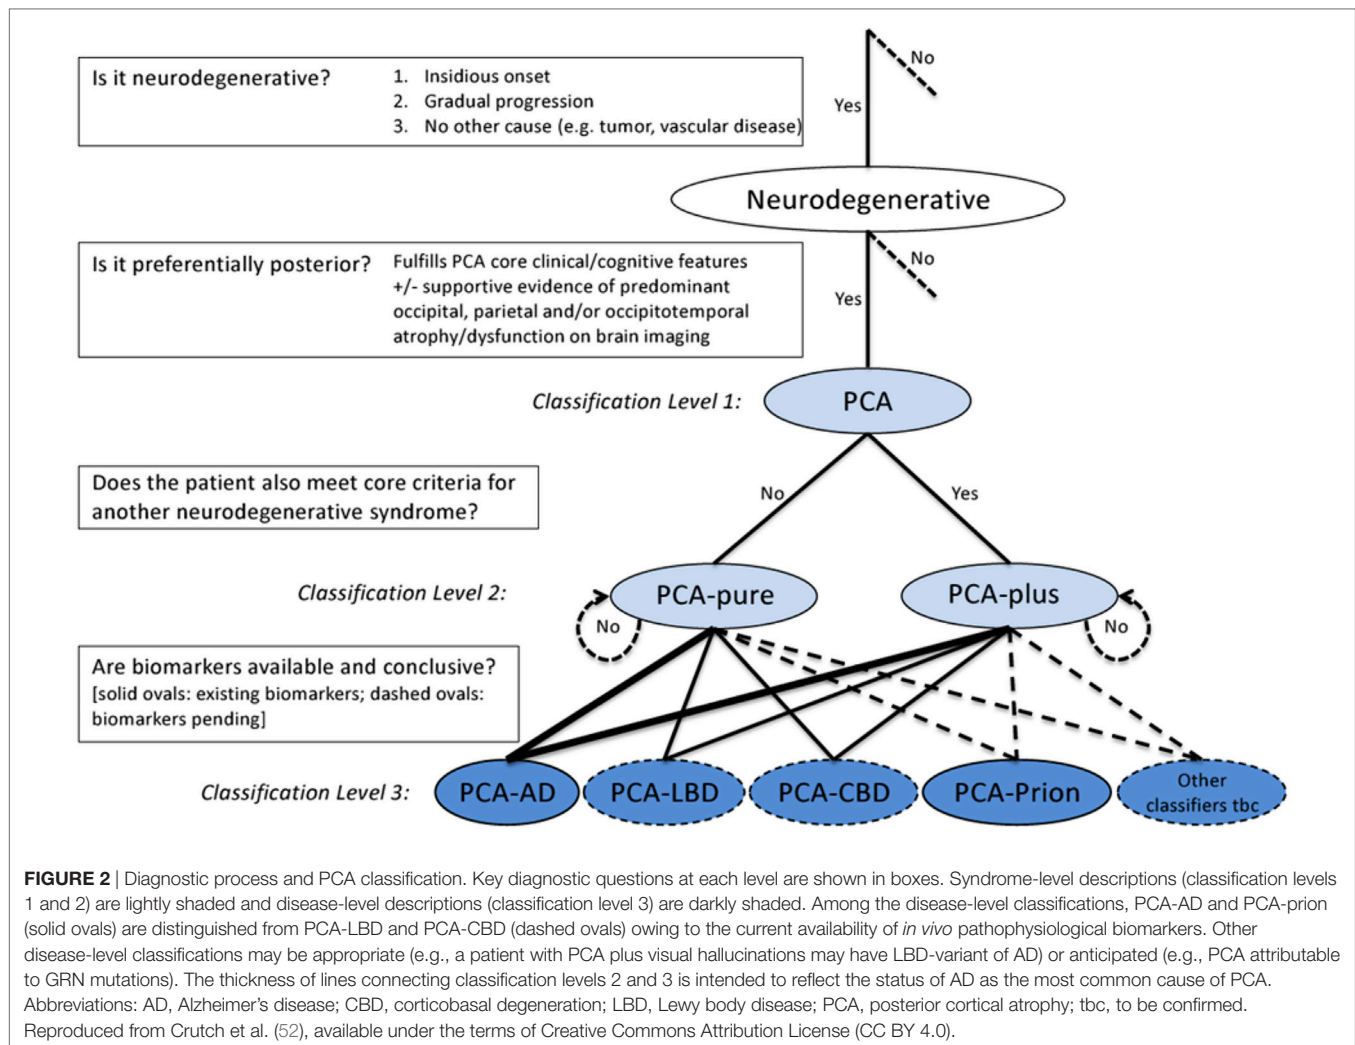 No
Is it neurodegenerative?
1. Insidious onset
2. Gradual progression
3. No other cause (e.g. tumor, vascular disease)
Yes
Neurodegenerative
No
Is it preferentially posterior?
Fulfills PCA core clinical/cognitive features
+/- supportive evidence of predominant
occipital, parietal and/or occipitotemporal
atrophy/dysfunction on brain imaging
Yes
Classification Level 1:
PCA
Does the patient also meet core criteria for
another neurodegenerative syndrome?
No
Yes
Classification Level 2:
PCA-pure
PCA-plus
No
No
Are biomarkers available and conclusive?
[solid ovals: existing biomarkers; dashed ovals:
biomarkers pending]
Classification Level 3:
PCA-AD
PCA-LBD
PCA-CBD
PCA-Prion
Other
classifiers tbc
FIGURE 2 | Diagnostic process and PCA classification. Key diagnostic questions at each level are shown in boxes. Syndrome-level descriptions (classification levels
1 and 2) are lightly shaded and disease-level descriptions (classification level 3) are darkly shaded. Among the disease-level classifications, PCA-AD and PCA-prion
(solid ovals) are distinguished from PCA-LBD and PCA-CBD (dashed ovals) owing to the current availability of in vivo pathophysiological biomarkers. Other
disease-level classifications may be appropriate (e.g., a patient with PCA plus visual hallucinations may have LBD-variant of AD) or anticipated (e.g., PCA attributable
to GRN mutations). The thickness of lines connecting classification levels 2 and 3 is intended to reflect the status of AD as the most common cause of PCA.
Abbreviations: AD, Alzheimer's disease; CBD, corticobasal degeneration; LBD, Lewy body disease; PCA, posterior cortical atrophy; tbc, to be confirmed.
Reproduced from Crutch et al. (52), available under the terms of Creative Commons Attribution License (CC BY 4.0).